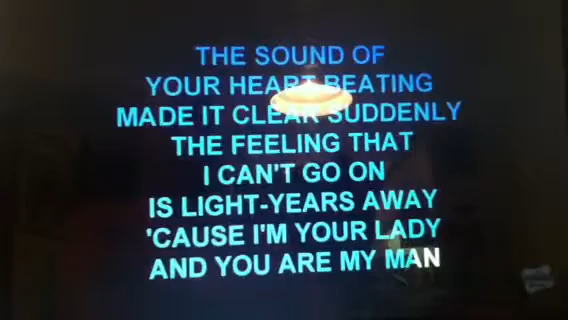 THE SOUND OF
YOUR HEART BEATING
MADE IT CLEAR SUDDENLY
THE FEELING THAT
I CAN'T GO ON
IS LIGHT-YEARS AWAY
'CAUSE I'M YOUR LADY
AND YOU ARE MY MAN